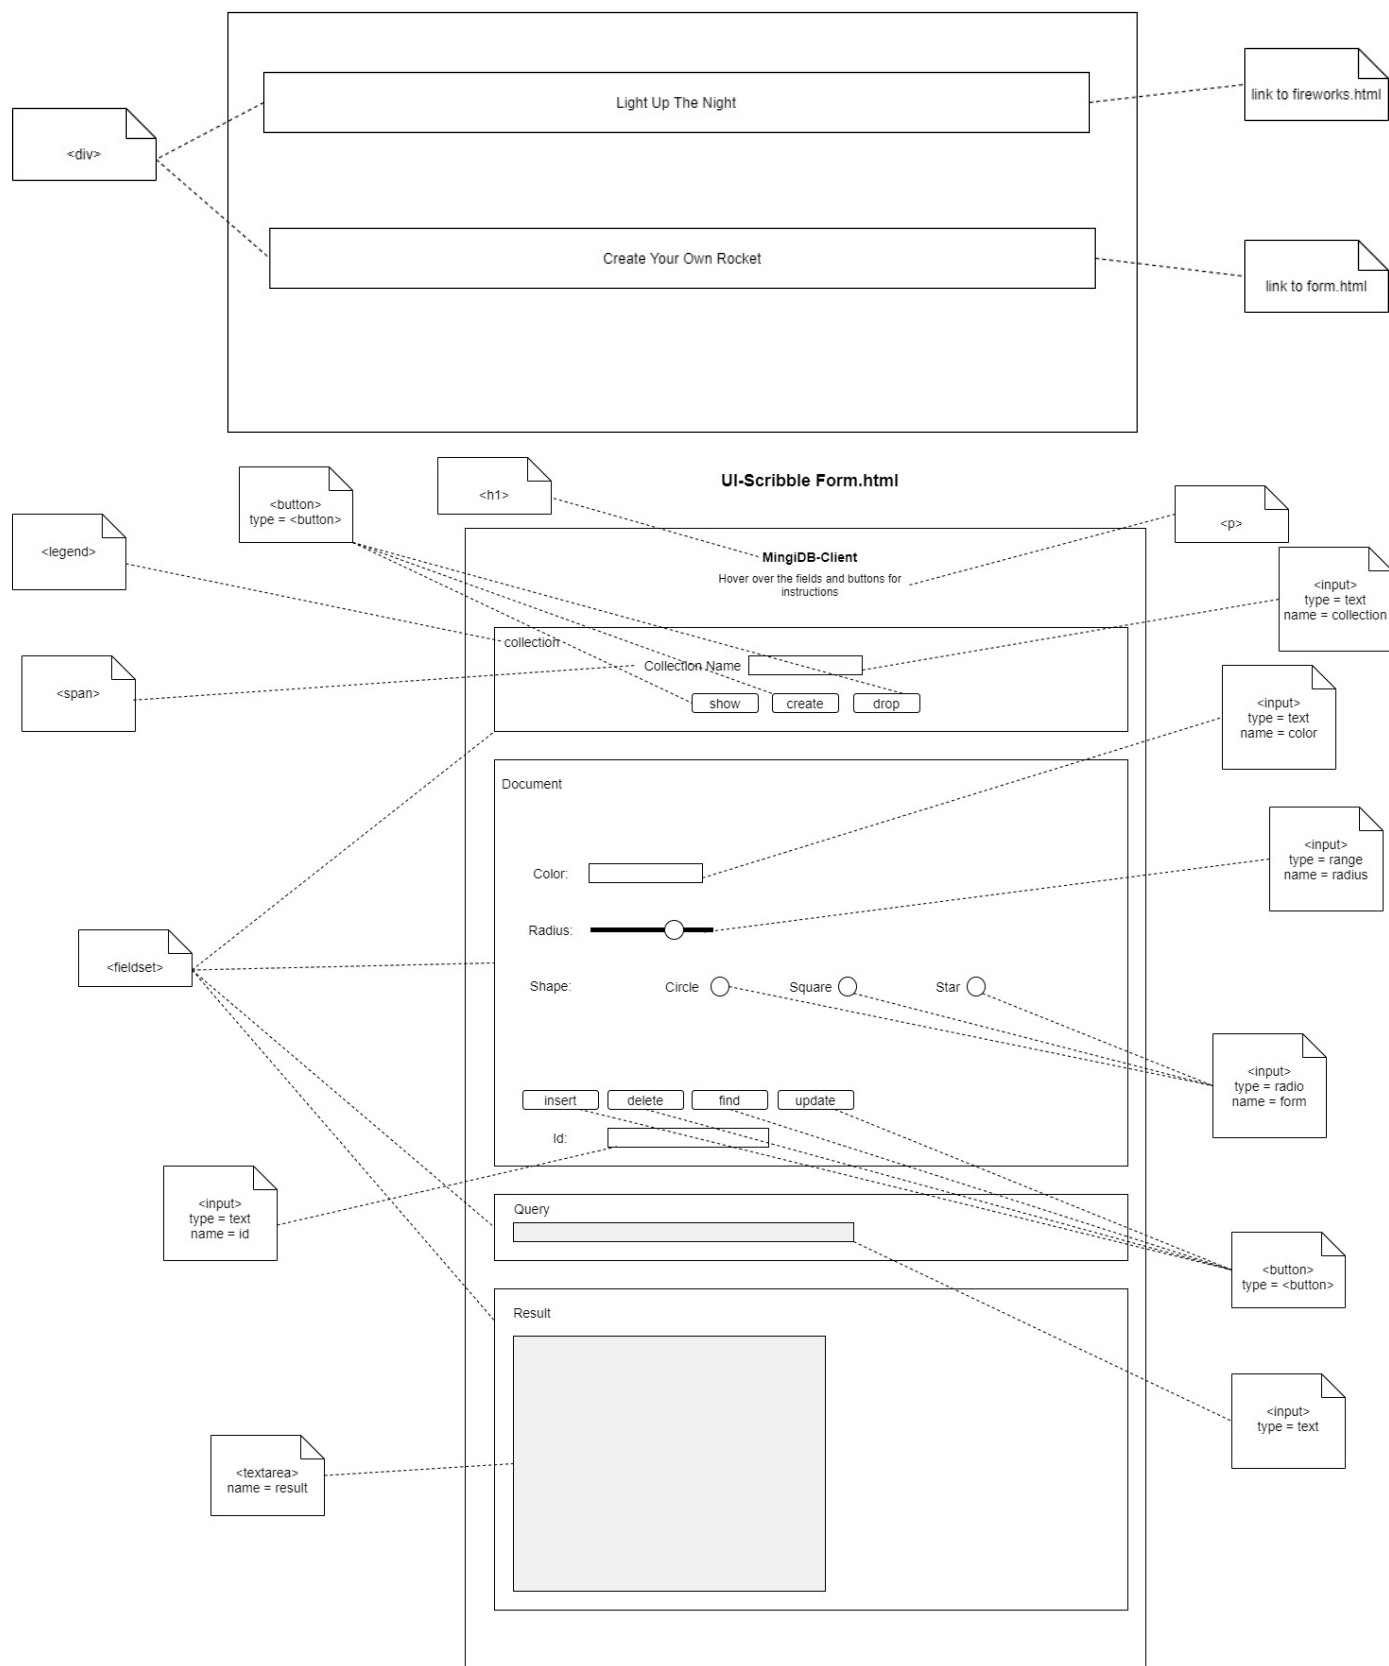 Light Up The Night
link to fireworks.html
<div>
Create Your Own Rocket
link to form.html
UI-Scribble Form.html
<button>
type = <button>
<h1>
<p>
<legend>
MingiDB-Client
Hover over the fields and buttons for
instructions
<input>
type = text
name = collection
collection
<span>
Collection Name
show
create
drop
<input>
type = text
name = color
Document
Color:
<input>
type = range
name = radius
Radius:
<fieldset>
Shape:
Circle
Square
Star
<input>
type = radio
name = form
insert
delete
find
update
Id:
<input>
type = text
name = id
Query
<button>
type = <button>
Result
<input>
type = text
<textarea>
name = result